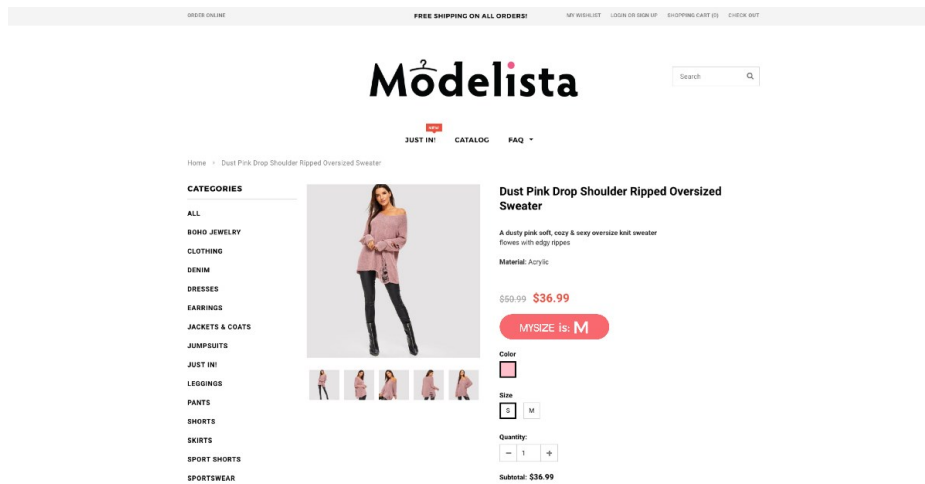 ORDER ONLINE
FREE SHIPPING ON ALL ORDERS!
MY WISHLIST LOGIN OR SIGN UP SHOPPING CART (0) CHECK OUT
Modelista
Search
NEW
JUST IN! CATALOG FAQ
Home > Dust Pink Drop Shoulder Ripped Oversized Sweater
CATEGORIES
ALL
BOHO JEWELRY
CLOTHING
DENIM
DRESSES
EARRINGS
JACKETS & COATS
JUMPSUITS
JUST IN!
LEGGINGS
PANTS
SHORTS
SKIRTS
SPORT SHORTS
SPORTSWEAR
Dust Pink Drop Shoulder Ripped Oversized
Sweater
A dusty pink soft, cozy & sexy oversize knit sweater
flowes with edgy rippes
Material: Acrylic
$50.99 $36.99
MYSIZE is: M
Color
Size
S M
Quantity:
− 1 +
Subtotal: $36.99